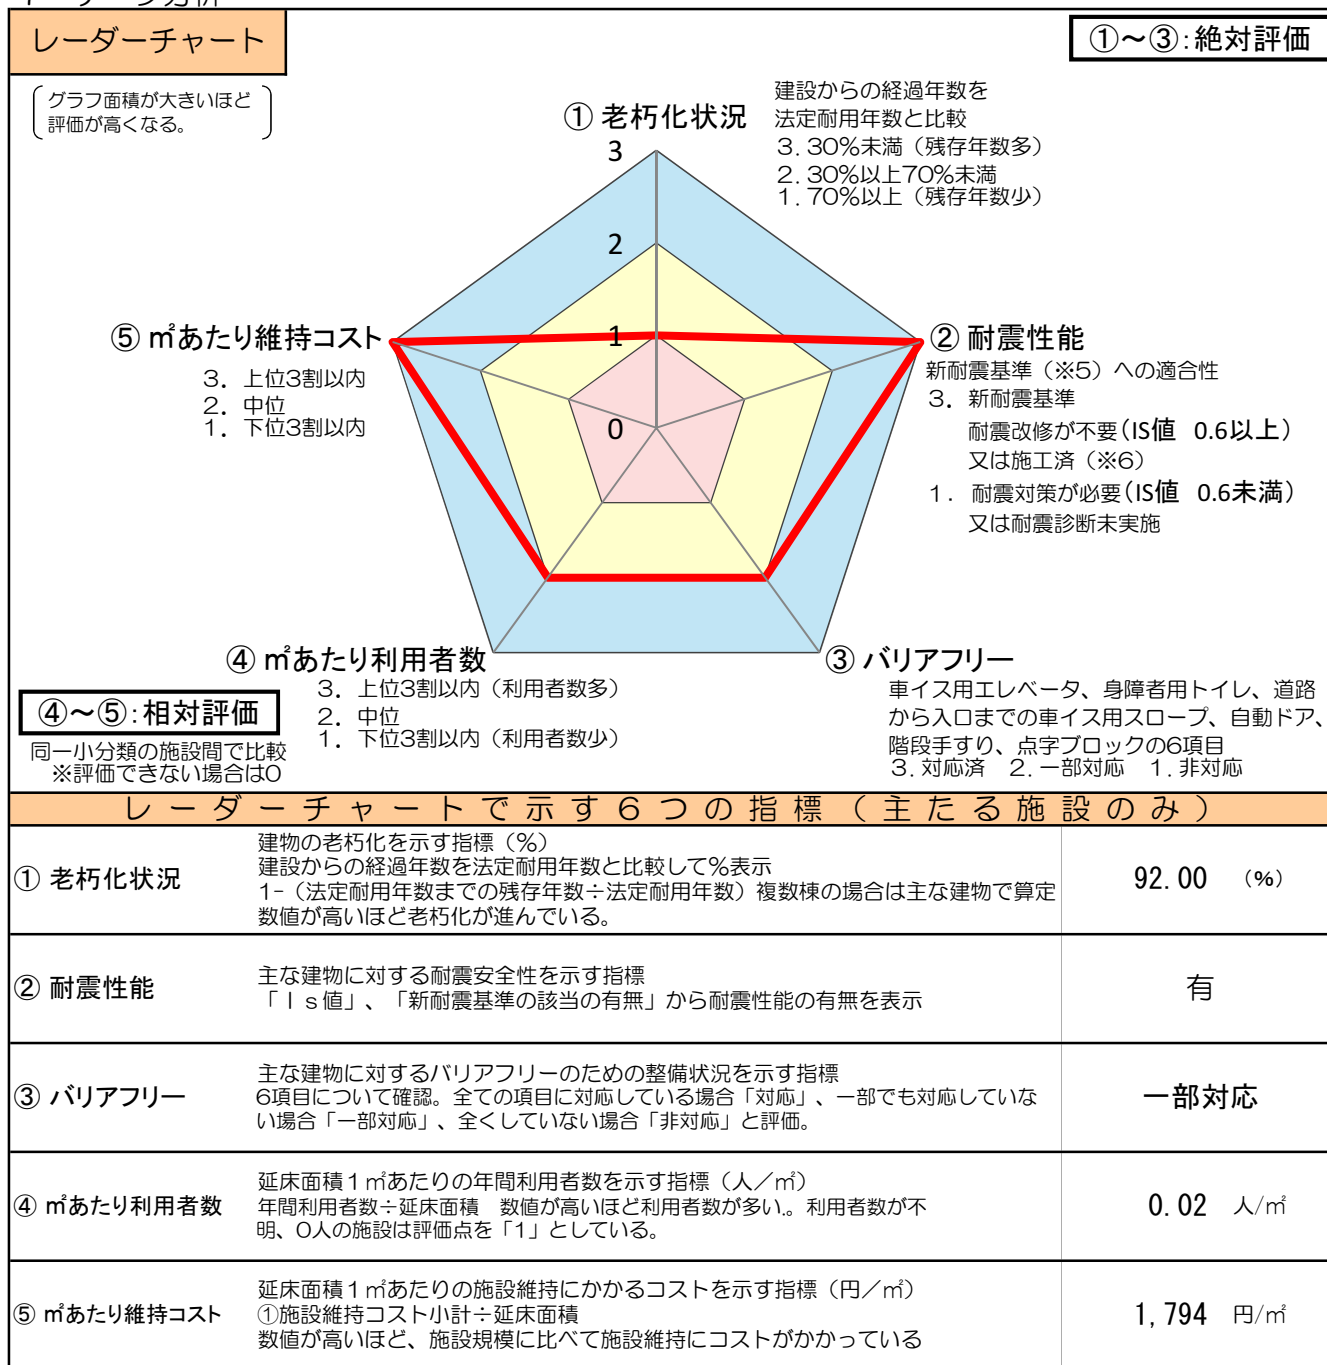 レーダーチャート
①～③：絶対評価
グラフ面積が大きいほど
評価が高くなる。
① 老朽化状況
建設からの経過年数を
法定耐用年数と比較
3．30％未満（残存年数多）
2．30％以上70％未満
1．70％以上（残存年数少）
3
2
1
0
⑤ ㎡あたり維持コスト
3．上位3割以内
2．中位
1．下位3割以内
② 耐震性能
新耐震基準（※5）への適合性
3．新耐震基準
耐震改修が不要（IS値 0.6以上）
又は施工済（※6）
1．耐震対策が必要（IS値 0.6未満）
又は耐震診断未実施
④ ㎡あたり利用者数
3．上位3割以内（利用者数多）
2．中位
1．下位3割以内（利用者数少）
③ バリアフリー
車イス用エレベータ、身障者用トイレ、道路
から入口までの車イス用スロープ、自動ドア、
階段手すり、点字ブロックの6項目
3．対応済 2．一部対応 1．非対応
④～⑤：相対評価
同一小分類の施設間で比較
※評価できない場合は0
レーダーチャートで示す６つの指標（主たる施設のみ）
① 老朽化状況
建物の老朽化を示す指標（％）
建設からの経過年数を法定耐用年数と比較して％表示
1-（法定耐用年数までの残存年数÷法定耐用年数）複数棟の場合は主な建物で算定
数値が高いほど老朽化が進んでいる。
92.00 （%）
② 耐震性能
主な建物に対する耐震安全性を示す指標
「Ｉｓ値」、「新耐震基準の該当の有無」から耐震性能の有無を表示
有
③ バリアフリー
主な建物に対するバリアフリーのための整備状況を示す指標
6項目について確認。全ての項目に対応している場合「対応」、一部でも対応していな
い場合「一部対応」、全くしていない場合「非対応」と評価。
一部対応
④ ㎡あたり利用者数
延床面積１㎡あたりの年間利用者数を示す指標（人／㎡）
年間利用者数÷延床面積 数値が高いほど利用者数が多い。利用者数が不
明、0人の施設は評価点を「1」としている。
0.02 人/㎡
⑤ ㎡あたり維持コスト
延床面積１㎡あたりの施設維持にかかるコストを示す指標（円／㎡）
①施設維持コスト小計÷延床面積
数値が高いほど、施設規模に比べて施設維持にコストがかかっている
1,794 円/㎡